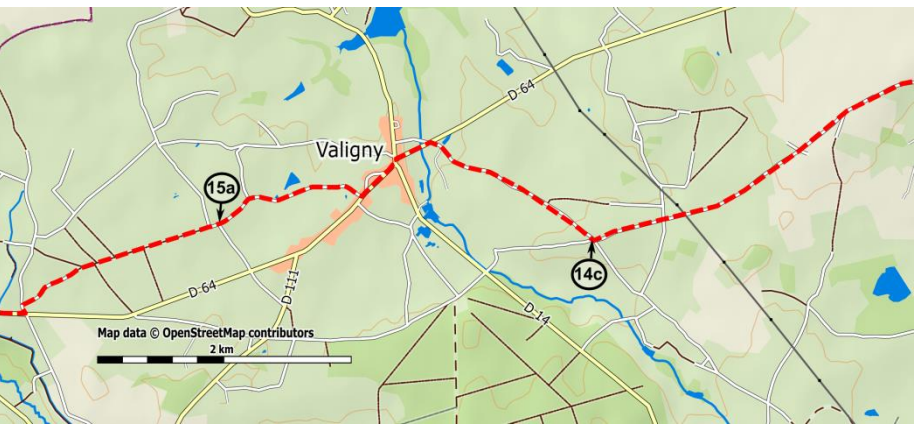 D-64
Valigny
15a
14c
D-64
D-111
D-14
Map data © OpenStreetMap contributors
2 km